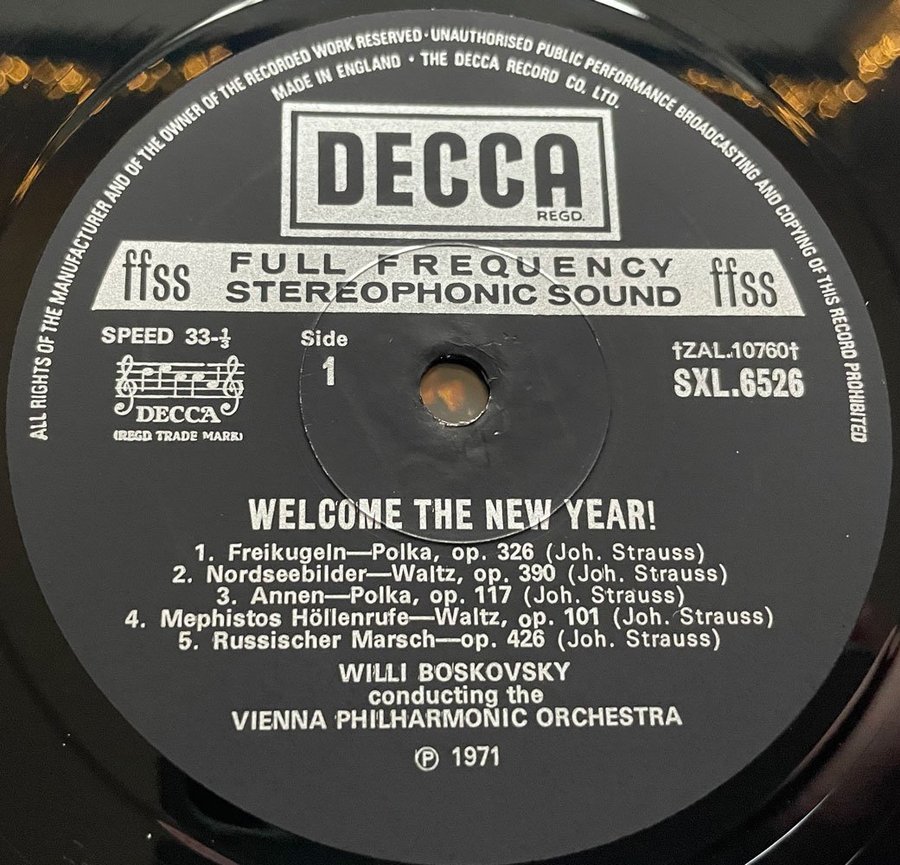 ALL RIGHTS OF THE MANUFACTURER AND OF THE OWNER OF THE RECORDED WORK RESERVED · UNAUTHORISED PUBLIC PERFORMANCE BROADCASTING AND COPYING OF THIS RECORD PROHIBITED
MADE IN ENGLAND · THE DECCA RECORD CO. LTD.
DECCA
REGD.
ffss FULL FREQUENCY ffss
STEREOPHONIC SOUND
SPEED 33-⅓
Side
1
†ZAL.10760†
SXL.6526
DECCA
(REGD. TRADE MARK)
WELCOME THE NEW YEAR!
1. Freikugeln—Polka, op. 326 (Joh. Strauss)
2. Nordseebilder—Waltz, op. 390 (Joh. Strauss)
3. Annen—Polka, op. 117 (Joh. Strauss)
4. Mephistos Höllenrufe—Waltz, op. 101 (Joh. Strauss)
5. Russischer Marsch—op. 426 (Joh. Strauss)
WILLI BOSKOVSKY
conducting the
VIENNA PHILHARMONIC ORCHESTRA
℗ 1971